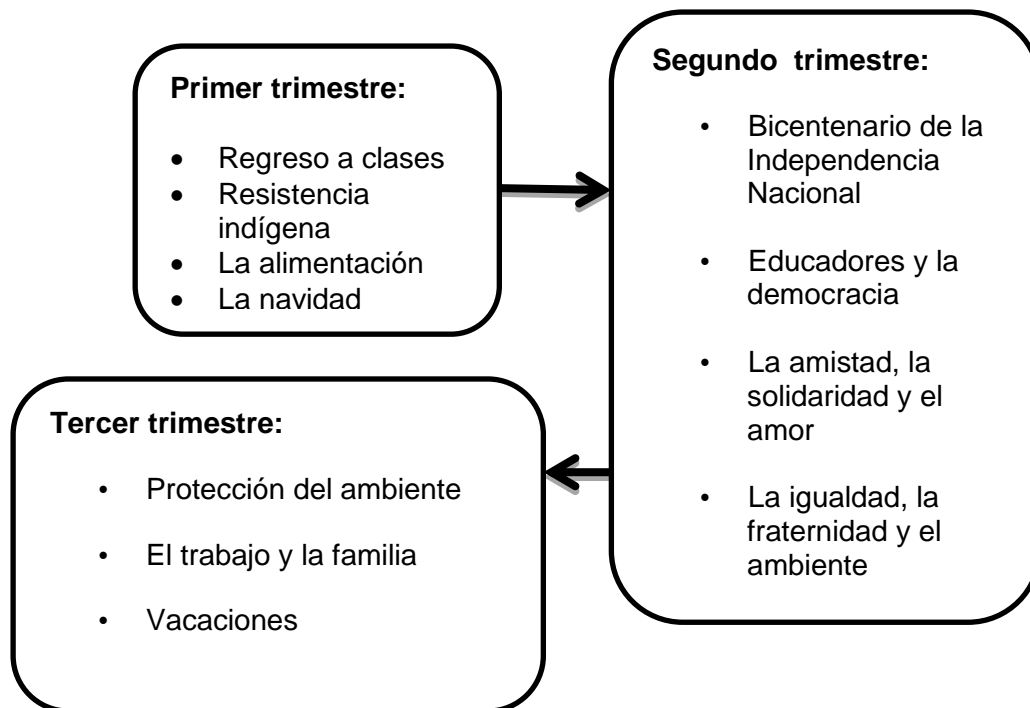 Primer trimestre:
• Regreso a clases
• Resistencia
indígena
• La alimentación
• La navidad
Segundo trimestre:
• Bicentenario de la
Independencia
Nacional
• Educadores y la
democracia
• La amistad, la
solidaridad y el
amor
• La igualdad, la
fraternidad y el
ambiente
Tercer trimestre:
• Protección del ambiente
• El trabajo y la familia
• Vacaciones